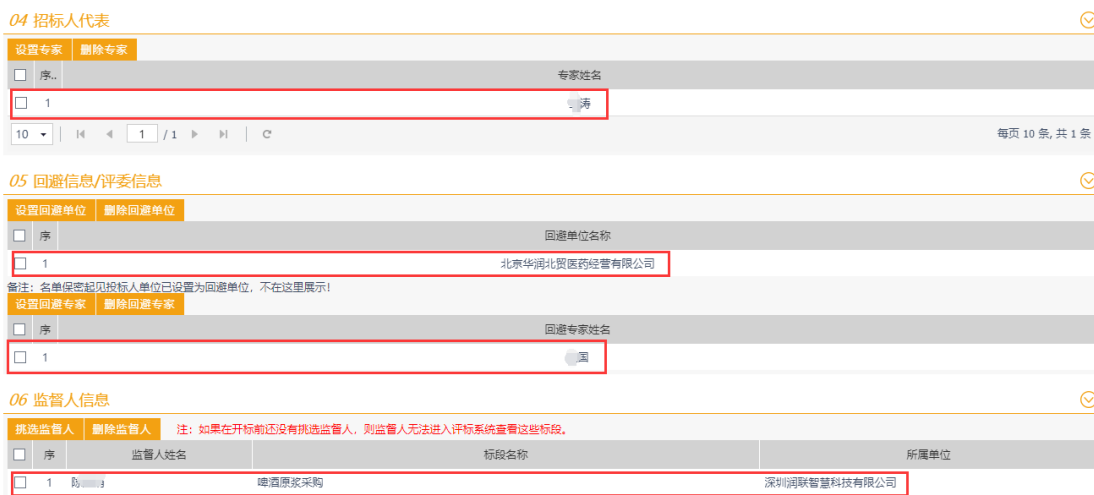 04 招标人代表
设置专家 删除专家
序.. 专家姓名
1 涛
10 1 / 1 每页 10 条, 共 1 条
05 回避信息/评委信息
设置回避单位 删除回避单位
序 回避单位名称
1 北京华润北贸医药经营有限公司
备注：名单保密起见投标人单位已设置为回避单位，不在这里展示!
设置回避专家 删除回避专家
序 回避专家姓名
1 国
06 监督人信息
挑选监督人 删除监督人 注：如果在开标前还没有挑选监督人，则监督人无法进入评标系统查看这些标段。
序 监督人姓名 标段名称 所属单位
1 啤酒原浆采购 深圳润联智慧科技有限公司